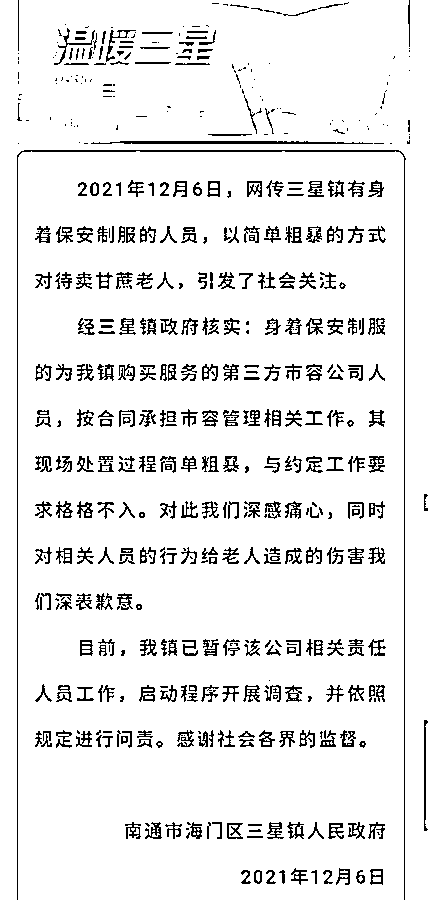 温暖三星
2021年12月6日，网传三星镇有身
着保安制服的人员，以简单粗暴的方式
对待卖甘蔗老人，引发了社会关注。
经三星镇政府核实：身着保安制服
的为我镇购买服务的第三方市容公司人
员，按合同承担市容管理相关工作。其
现场处置过程简单粗暴，与约定工作要
求格格不入。对此我们深感痛心，同时
对相关人员的行为给老人造成的伤害我
们深表歉意。
目前，我镇已暂停该公司相关责任
人员工作，启动程序开展调查，并依照
规定进行问责。感谢社会各界的监督。
南通市海门区三星镇人民政府
2021年12月6日